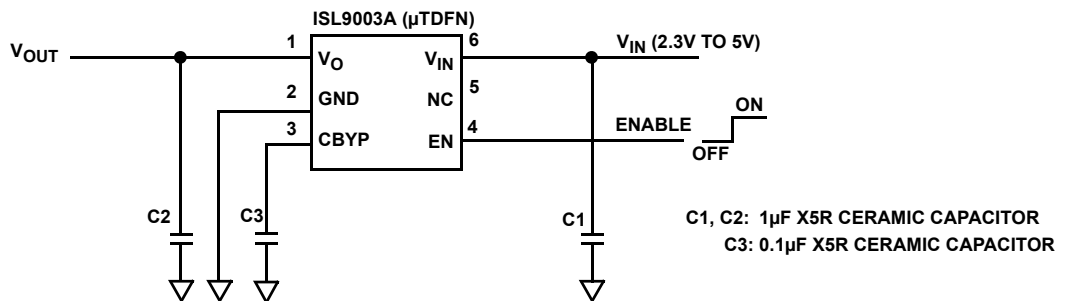 ISL9003A (µTDFN)
VOUT
1
VO
VIN
6
VIN (2.3V TO 5V)
2
GND
NC
5
3
CBYP
EN
4
ENABLE
ON
OFF
C2
C3
C1
C1, C2: 1µF X5R CERAMIC CAPACITOR
C3: 0.1µF X5R CERAMIC CAPACITOR